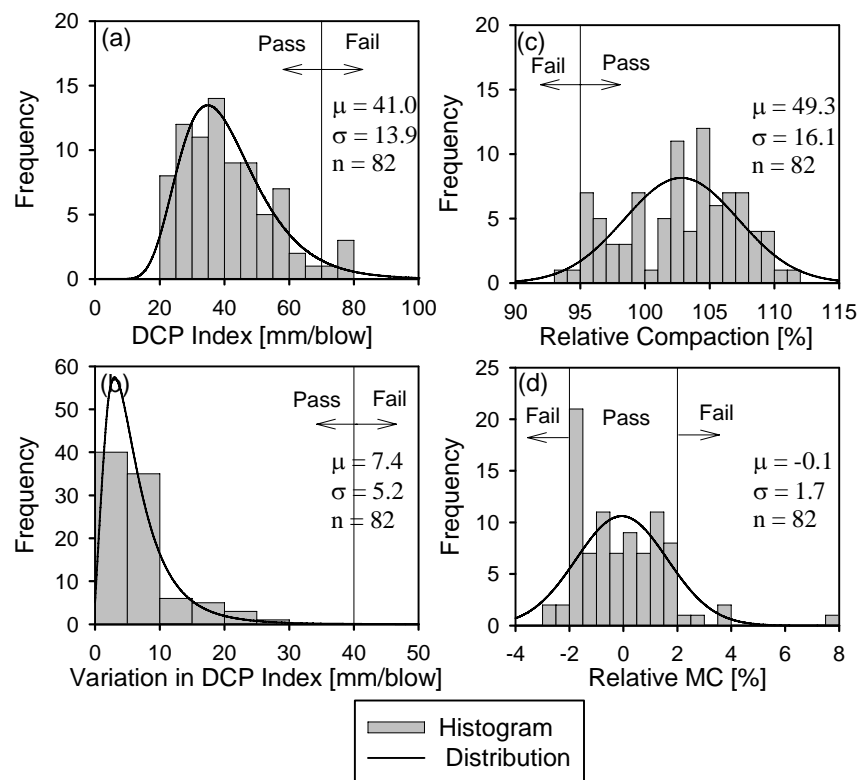 (a)
Pass
Fail
μ = 41.0
σ = 13.9
n = 82
Frequency
20
15
10
5
0
0 20 40 60 80 100
DCP Index [mm/blow]
(c)
Fail
Pass
μ = 49.3
σ = 16.1
n = 82
Frequency
20
15
10
5
0
90 95 100 105 110 115
Relative Compaction [%]
(b)
Pass
Fail
μ = 7.4
σ = 5.2
n = 82
Frequency
60
50
40
30
20
10
0
0 10 20 30 40 50
Variation in DCP Index [mm/blow]
(d)
Fail
Pass
Fail
μ = -0.1
σ = 1.7
n = 82
Frequency
25
20
15
10
5
0
-4 -2 0 2 4 6 8
Relative MC [%]
Histogram
Distribution